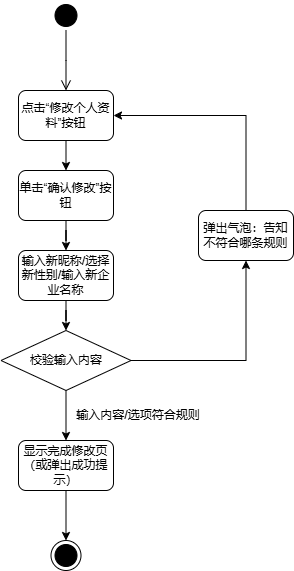 点击“修改个人资
料”按钮
单击“确认修改”按
钮
弹出气泡：告知
不符合哪条规则
输入新昵称/选择
新性别/输入新企
业名称
校验输入内容
输入内容/选项符合规则
显示完成修改页
（或弹出成功提
示）